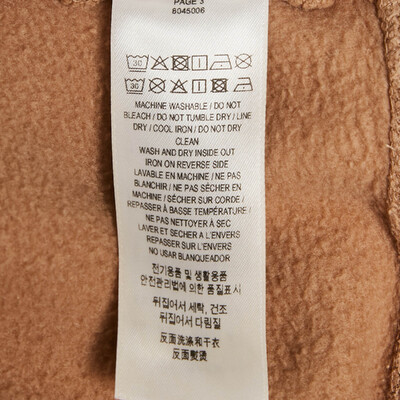 PAGE 3
8045006
30
30
MACHINE WASHABLE / DO NOT
BLEACH / DO NOT TUMBLE DRY / LINE
DRY / COOL IRON / DO NOT DRY
CLEAN
WASH AND DRY INSIDE OUT
IRON ON REVERSE SIDE
LAVABLE EN MACHINE / NE PAS
BLANCHIR / NE PAS SÉCHER EN
MACHINE / SÉCHER SUR CORDE /
REPASSER À BASSE TEMPÉRATURE /
NE PAS NETTOYER À SEC
LAVER ET SECHER A L'ENVERS
REPASSER SUR L'ENVERS
NO USAR BLANQUEADOR
전기용품 및 생활용품
안전관리법에 의한 품질표시
뒤집어서 세탁, 건조
뒤집어서 다림질
反面洗涤和干衣
反面熨烫